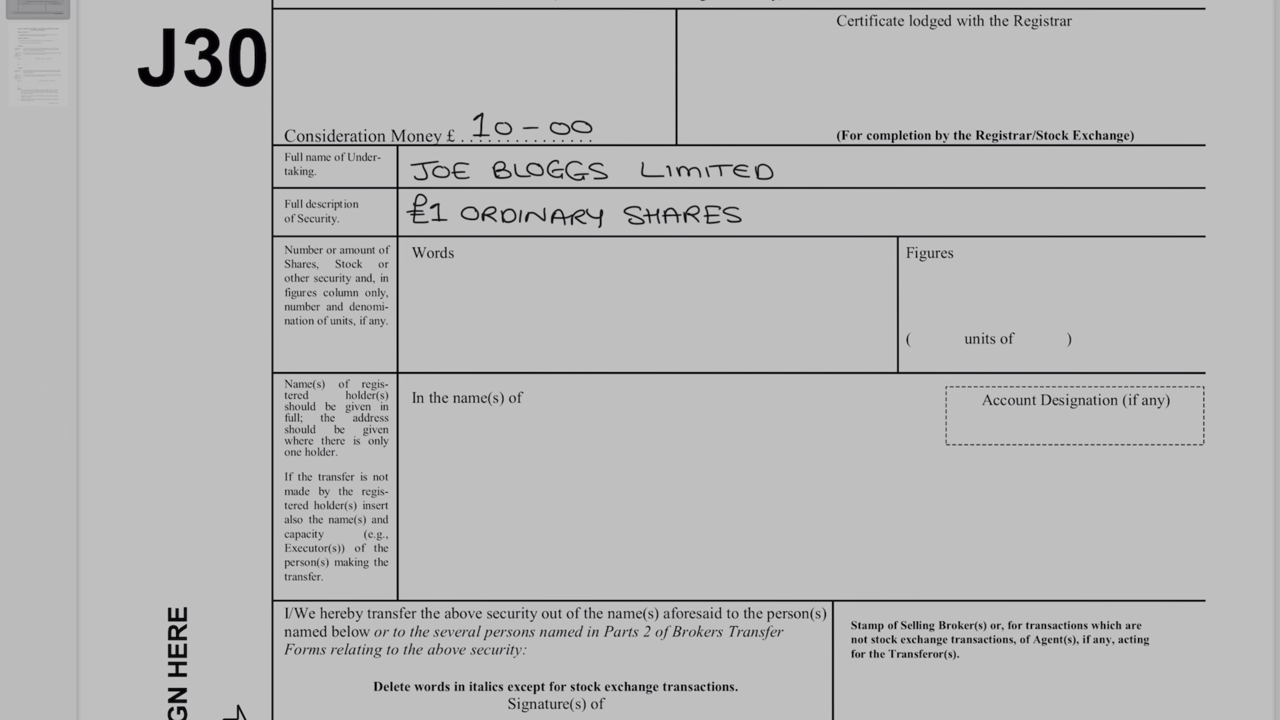 J30
Certificate lodged with the Registrar
Consideration Money £ 10-00
(For completion by the Registrar/Stock Exchange)
Full name of Under-
taking.
JOE BLOGGS LIMITED
Full description
of Security.
£1 ORDINARY SHARES
Number or amount of
Shares, Stock or
other security and, in
figures column only,
number and denomi-
nation of units, if any.
Words
Figures
( units of )
Name(s) of regis-
tered holder(s)
should be given in
full; the address
should be given
where there is only
one holder.
If the transfer is not
made by the regis-
tered holder(s) insert
also the name(s) and
capacity (e.g.,
Executor(s)) of the
person(s) making the
transfer.
In the name(s) of
Account Designation (if any)
I/We hereby transfer the above security out of the name(s) aforesaid to the person(s)
named below or to the several persons named in Parts 2 of Brokers Transfer
Forms relating to the above security:
Delete words in italics except for stock exchange transactions.
Signature(s) of
Stamp of Selling Broker(s) or, for transactions which are
not stock exchange transactions, of Agent(s), if any, acting
for the Transferor(s).
GN HERE